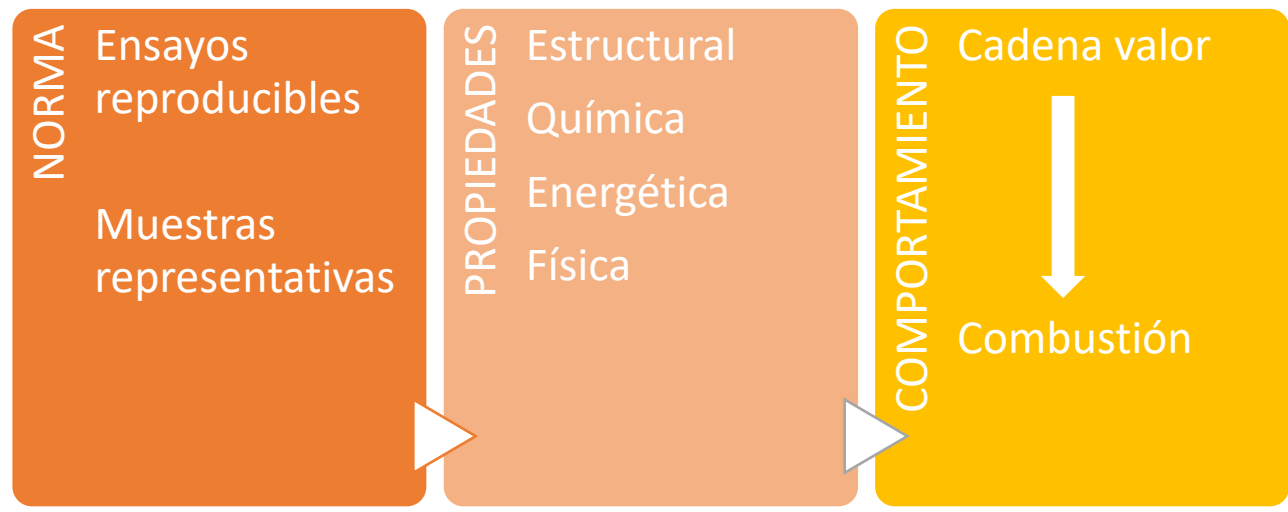 NORMA
Ensayos
reproducibles
Muestras
representativas
PROPIEDADES
Estructural
Química
Energética
Física
COMPORTAMIENTO
Cadena valor
Combustión